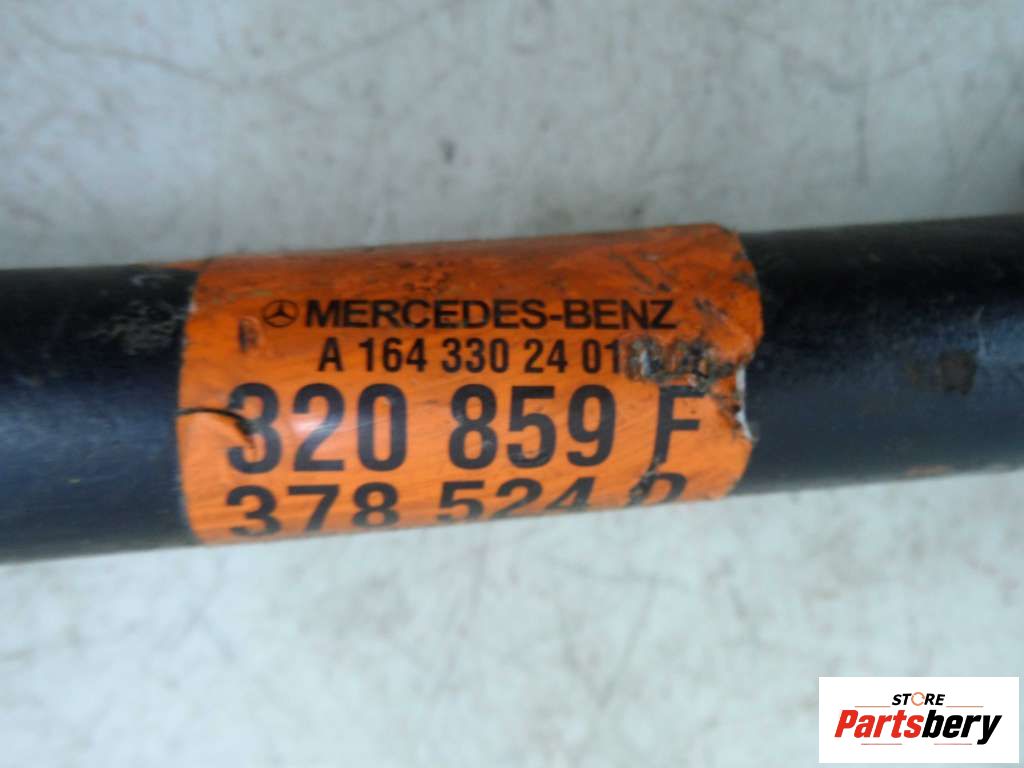 MERCEDES-BENZ
A 164 330 24 01
320 859 F
378 524
STORE
Partsbery